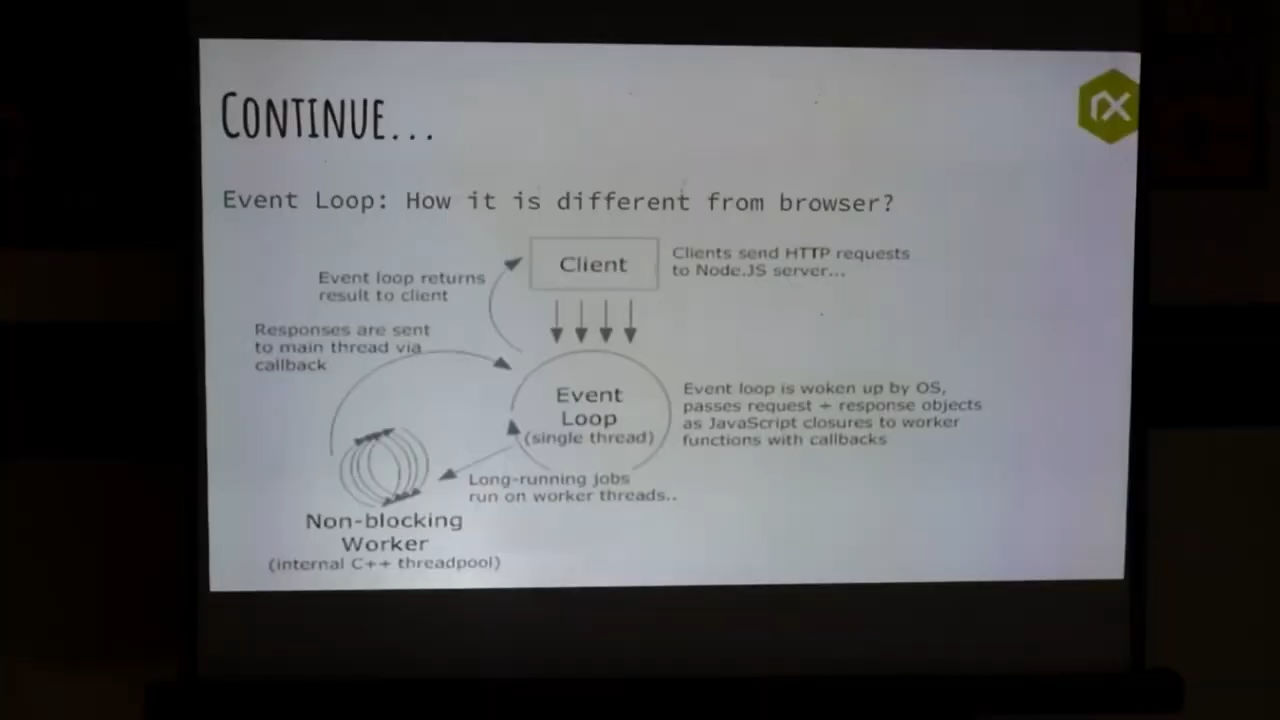 CONTINUE...
rx
Event Loop: How it is different from browser?
Client
Clients send HTTP requests
to Node.JS server...
Event loop returns
result to client
Responses are sent
to main thread via
callback
Event
Loop
(single thread)
Event loop is woken up by OS,
passes request + response objects
as JavaScript closures to worker
functions with callbacks
Long-running jobs
run on worker threads..
Non-blocking
Worker
(internal C++ threadpool)